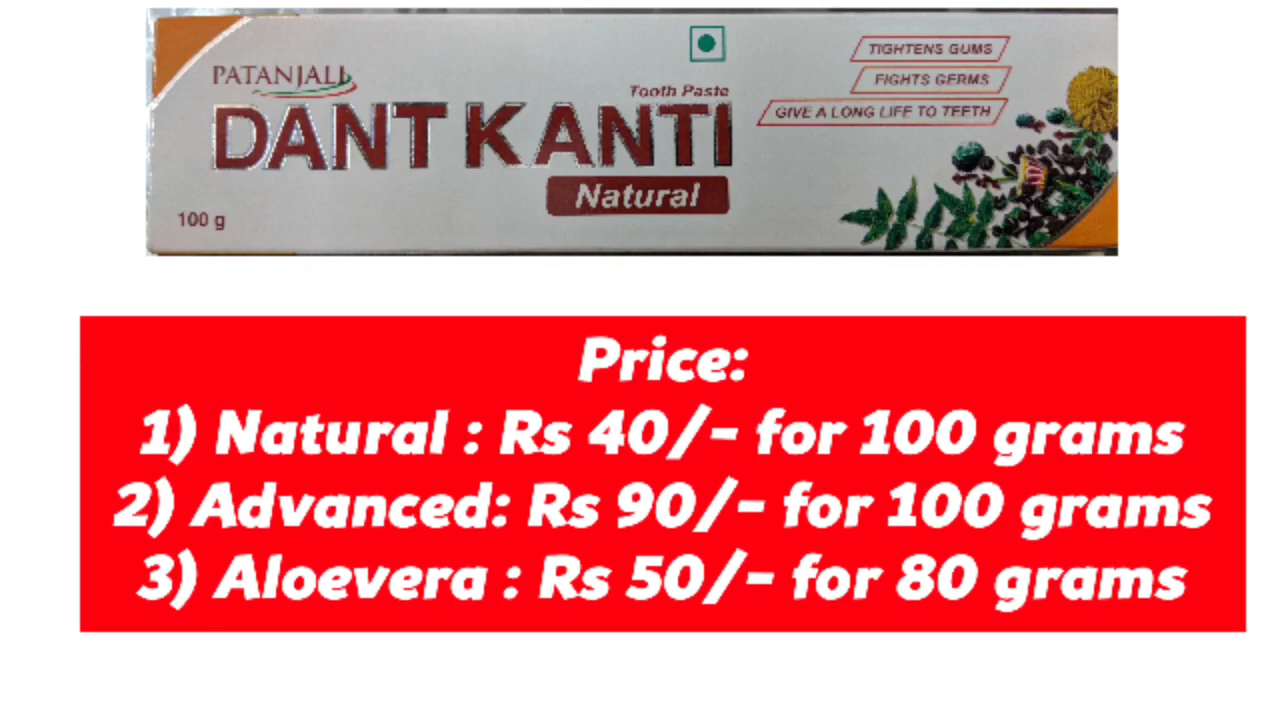 PATANJALI
Tooth Paste
DANT KANTI
Natural
100 g
TIGHTENS GUMS
FIGHTS GERMS
GIVE A LONG LIFE TO TEETH
Price:
1) Natural : Rs 40/- for 100 grams
2) Advanced: Rs 90/- for 100 grams
3) Aloevera : Rs 50/- for 80 grams